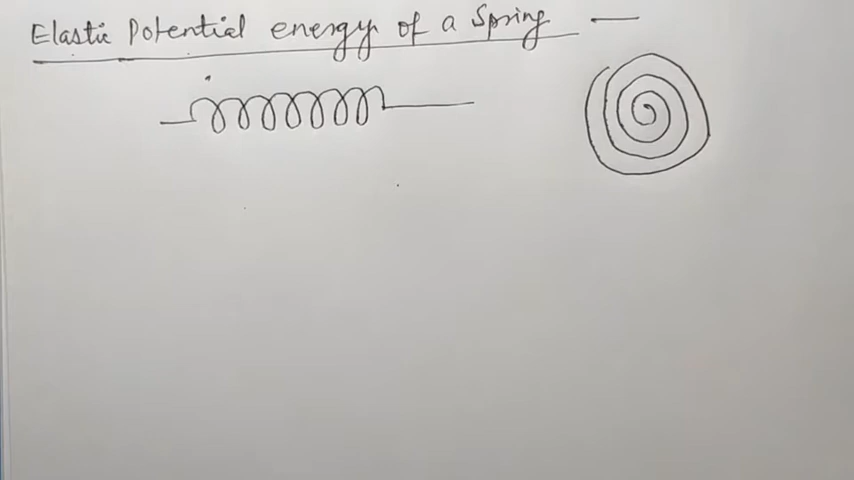 Elastic Potential energy of a Spring —